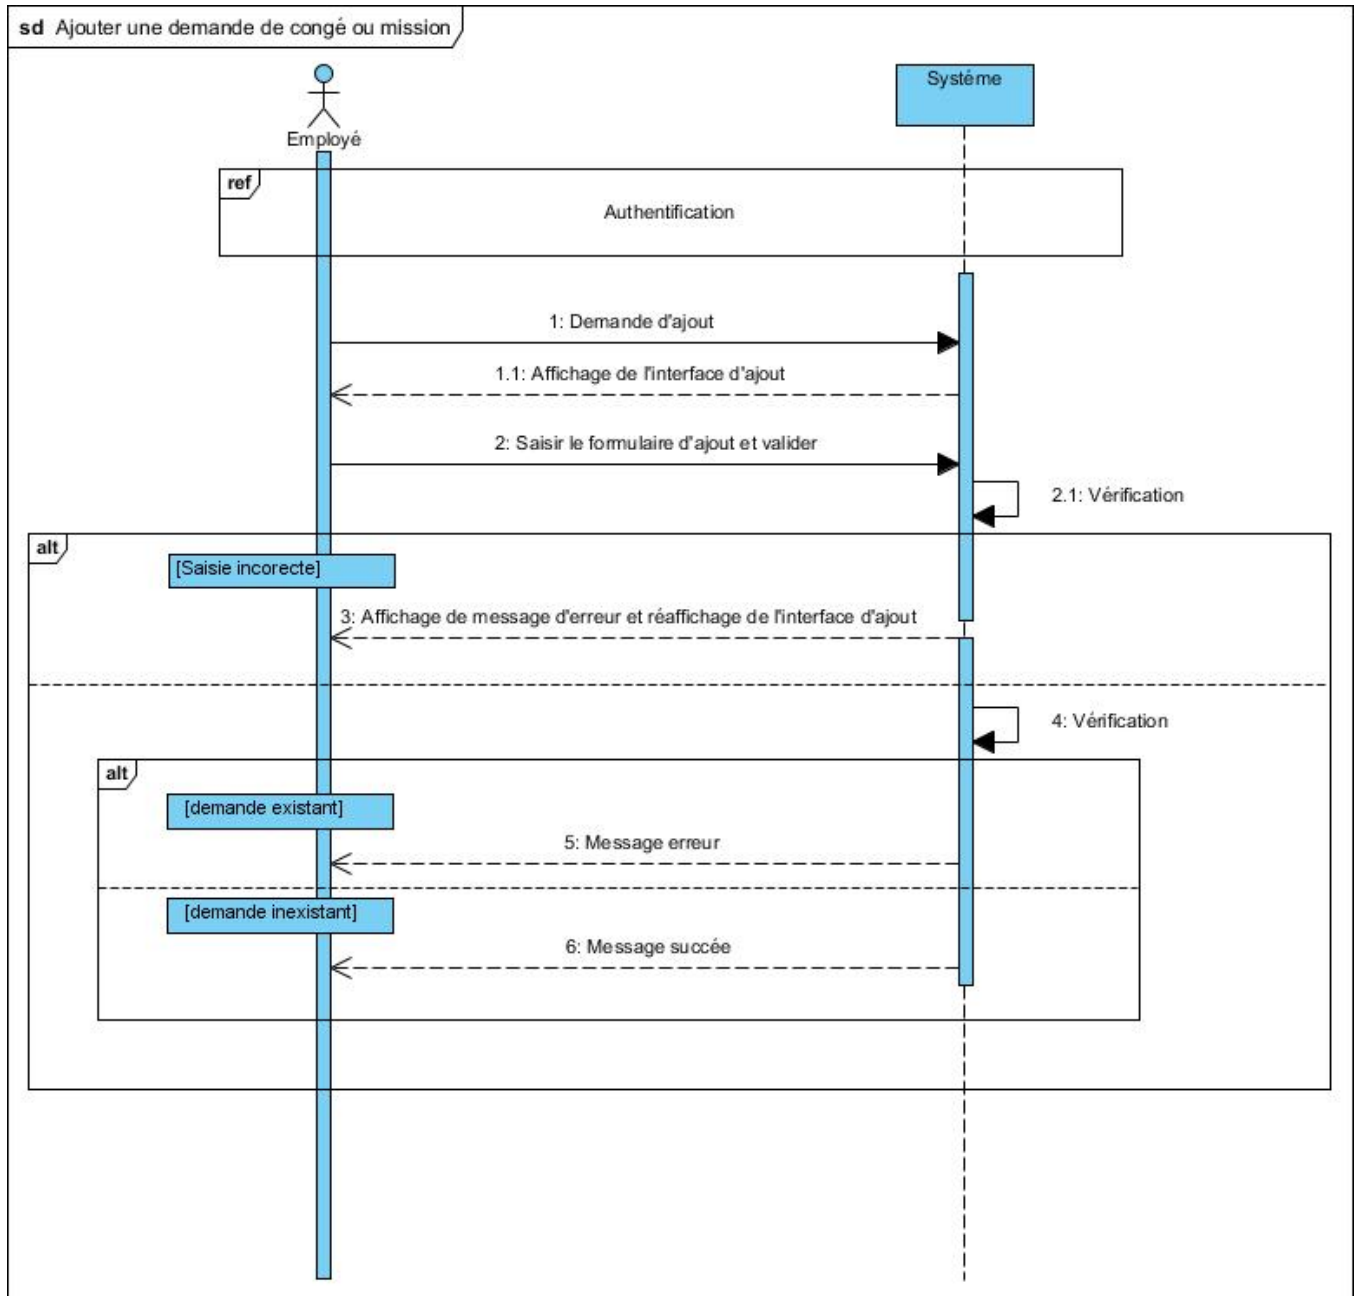 sd Ajouter une demande de congé ou mission
Systéme
Employé
ref
Authentification
1: Demande d'ajout
1.1: Affichage de l'interface d'ajout
2: Saisir le formulaire d'ajout et valider
2.1: Vérification
alt
[Saisie incorecte]
3: Affichage de message d'erreur et réaffichage de l'interface d'ajout
4: Vérification
alt
[demande existant]
5: Message erreur
[demande inexistant]
6: Message succée